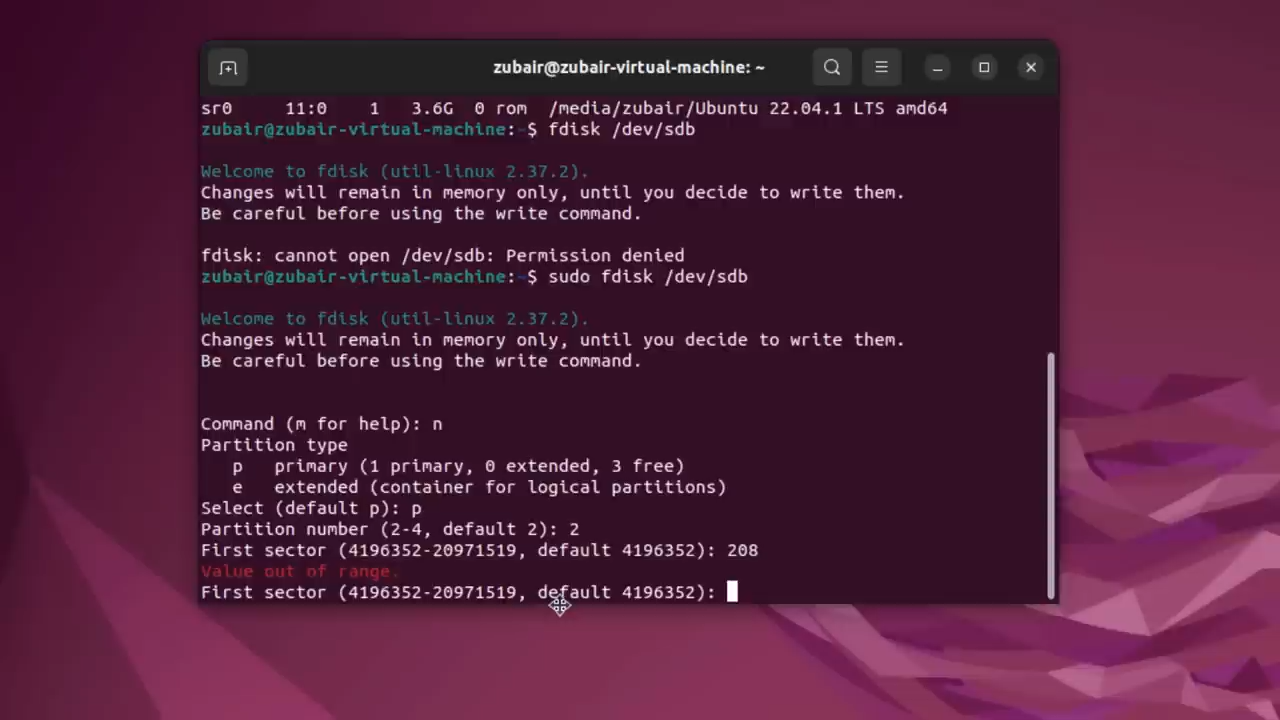 zubair@zubair-virtual-machine: ~
sr0     11:0    1   3.6G  0 rom  /media/zubair/Ubuntu 22.04.1 LTS amd64
zubair@zubair-virtual-machine:~$ fdisk /dev/sdb
Welcome to fdisk (util-linux 2.37.2).
Changes will remain in memory only, until you decide to write them.
Be careful before using the write command.
fdisk: cannot open /dev/sdb: Permission denied
zubair@zubair-virtual-machine:~$ sudo fdisk /dev/sdb
Welcome to fdisk (util-linux 2.37.2).
Changes will remain in memory only, until you decide to write them.
Be careful before using the write command.
Command (m for help): n
Partition type
   p   primary (1 primary, 0 extended, 3 free)
   e   extended (container for logical partitions)
Select (default p): p
Partition number (2-4, default 2): 2
First sector (4196352-20971519, default 4196352): 208
Value out of range.
First sector (4196352-20971519, default 4196352):